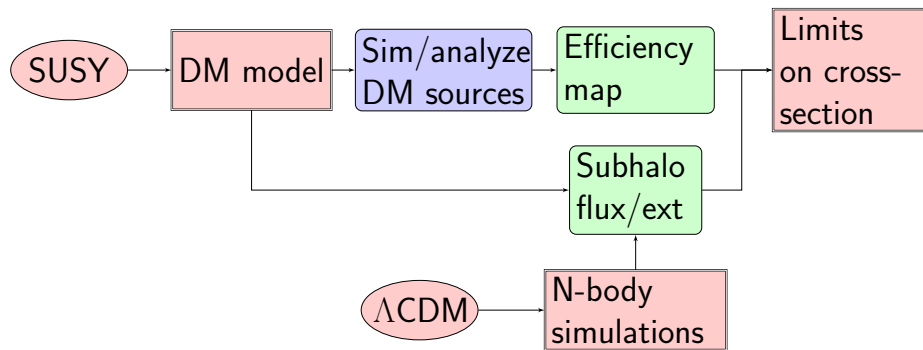 SUSY
DM model
Sim/analyze
DM sources
Efficiency
map
Limits
on cross-
section
Subhalo
flux/ext
ΛCDM
N-body
simulations